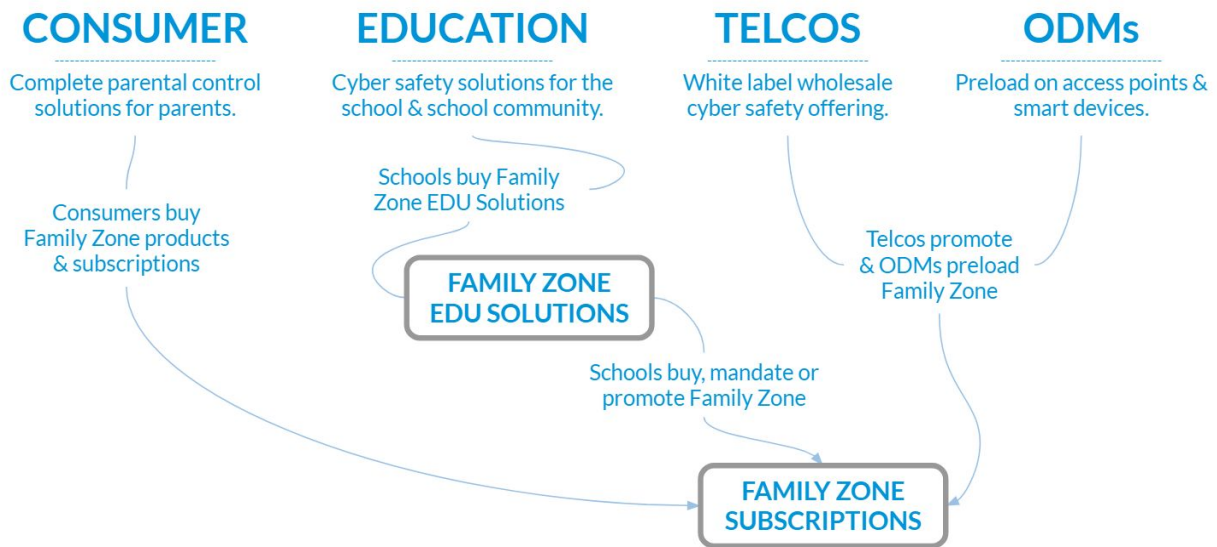 CONSUMER
Complete parental control
solutions for parents.
EDUCATION
Cyber safety solutions for the
school & school community.
TELCOS
White label wholesale
cyber safety offering.
ODMs
Preload on access points &
smart devices.
Consumers buy
Family Zone products
& subscriptions
Schools buy Family
Zone EDU Solutions
FAMILY ZONE
EDU SOLUTIONS
Schools buy, mandate or
promote Family Zone
Telcos promote
& ODMs preload
Family Zone
FAMILY ZONE
SUBSCRIPTIONS